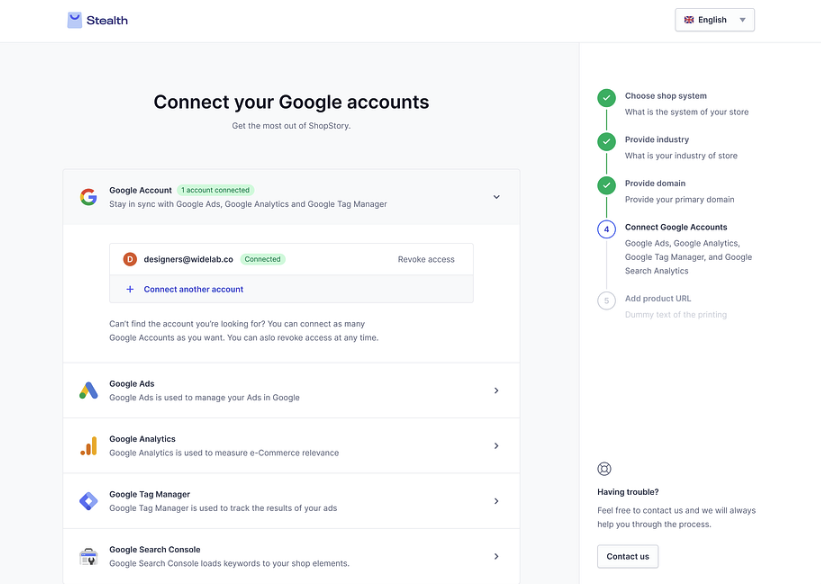 Stealth
English
Connect your Google accounts
Get the most out of ShopStory.
Google Account 1 account connected
Stay in sync with Google Ads, Google Analytics and Google Tag Manager
D designers@widelab.co Connected Revoke access
+ Connect another account
Can't find the account you're looking for? You can connect as many
Google Accounts as you want. You can aslo revoke access at any time.
Google Ads
Google Ads is used to manage your Ads in Google
Google Analytics
Google Analytics is used to measure e-Commerce relevance
Google Tag Manager
Google Tag Manager is used to track the results of your ads
Google Search Console
Google Search Console loads keywords to your shop elements.
Choose shop system
What is the system of your store
Provide industry
What is your industry of store
Provide domain
Provide your primary domain
4 Connect Google Accounts
Google Ads, Google Analytics,
Google Tag Manager, and Google
Search Analytics
5 Add product URL
Dummy text of the printing
Having trouble?
Feel free to contact us and we will always
help you through the process.
Contact us